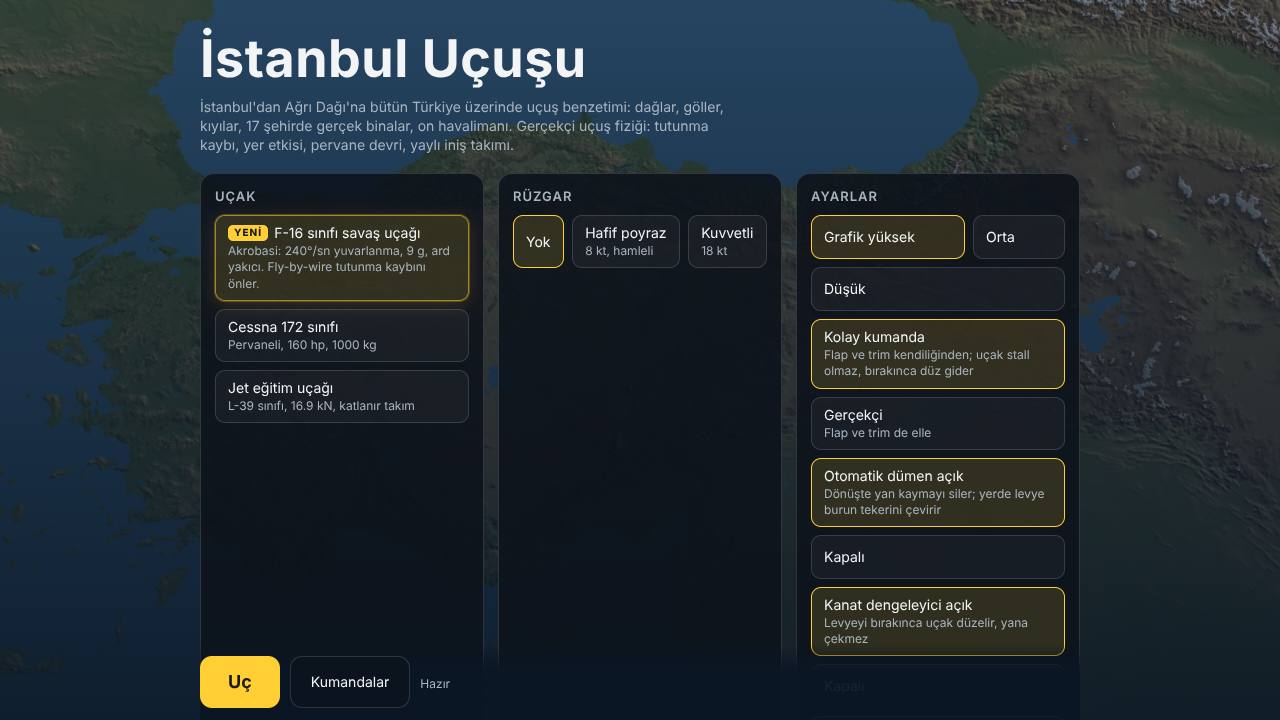 İstanbul Uçuşu
İstanbul'dan Ağrı Dağı'na bütün Türkiye üzerinde uçuş benzetimi: dağlar, göller,
kıyılar, 17 şehirde gerçek binalar, on havalimanı. Gerçekçi uçuş fiziği: tutunma
kaybı, yer etkisi, pervane devri, yaylı iniş takımı.
UÇAK
YENİ F-16 sınıfı savaş uçağı
Akrobasi: 240°/sn yuvarlanma, 9 g, ard
yakıcı. Fly-by-wire tutunma kaybını
önler.
Cessna 172 sınıfı
Pervaneli, 160 hp, 1000 kg
Jet eğitim uçağı
L-39 sınıfı, 16.9 kN, katlanır takım
RÜZGAR
Yok
Hafif poyraz
8 kt, hamleli
Kuvvetli
18 kt
AYARLAR
Grafik yüksek
Orta
Düşük
Kolay kumanda
Flap ve trim kendiliğinden; uçak stall
olmaz, bırakınca düz gider
Gerçekçi
Flap ve trim de elle
Otomatik dümen açık
Dönüşte yan kaymayı siler; yerde levye
burun tekerini çevirir
Kapalı
Kanat dengeleyici açık
Levyeyi bırakınca uçak düzelir, yana
çekmez
Kapalı
Uç
Kumandalar
Hazır